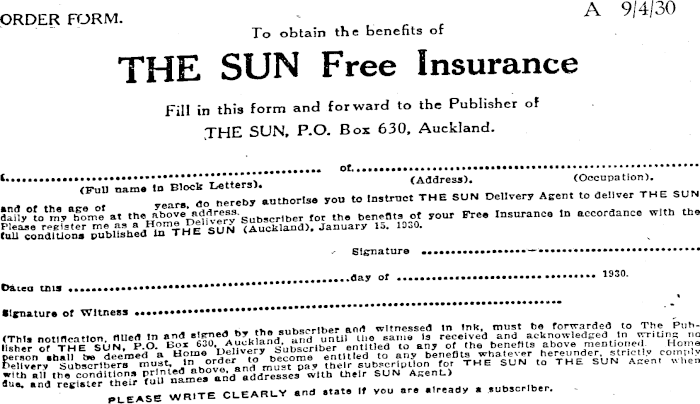 ORDER FORM.
A 9/4/30
To obtain the benefits of
THE SUN Free Insurance
Fill in this form and forward to the Publisher of
THE SUN, P.O. Box 630, Auckland.
I.................................................... of.......................................................................
(Full name in Block Letters). (Address). (Occupation).
and of the age of years, do hereby authorise you to instruct THE SUN Delivery Agent to deliver THE SUN
daily to my home at the above address.
Please register me as a Home Delivery Subscriber for the benefits of your Free Insurance in accordance with the
full conditions published in THE SUN (Auckland), January 15, 1930.
Signature ..................................................
Dated this ..................................................day of ........................................ 1930.
Signature of Witness ......................................................................
(This notification, filled in and signed by the subscriber and witnessed in ink, must be forwarded to The Pub-
lisher of THE SUN, P.O. Box 630, Auckland, and until the same is received and acknowledged in writing no
person shall be deemed a Home Delivery Subscriber entitled to any of the benefits above mentioned. Home
Delivery Subscribers must, in order to become entitled to any benefits whatever hereunder, strictly comply
with all the conditions printed above, and must pay their subscription for THE SUN to THE SUN Agent when
due, and register their full names and addresses with their SUN Agent.)
PLEASE WRITE CLEARLY and state if you are already a subscriber.